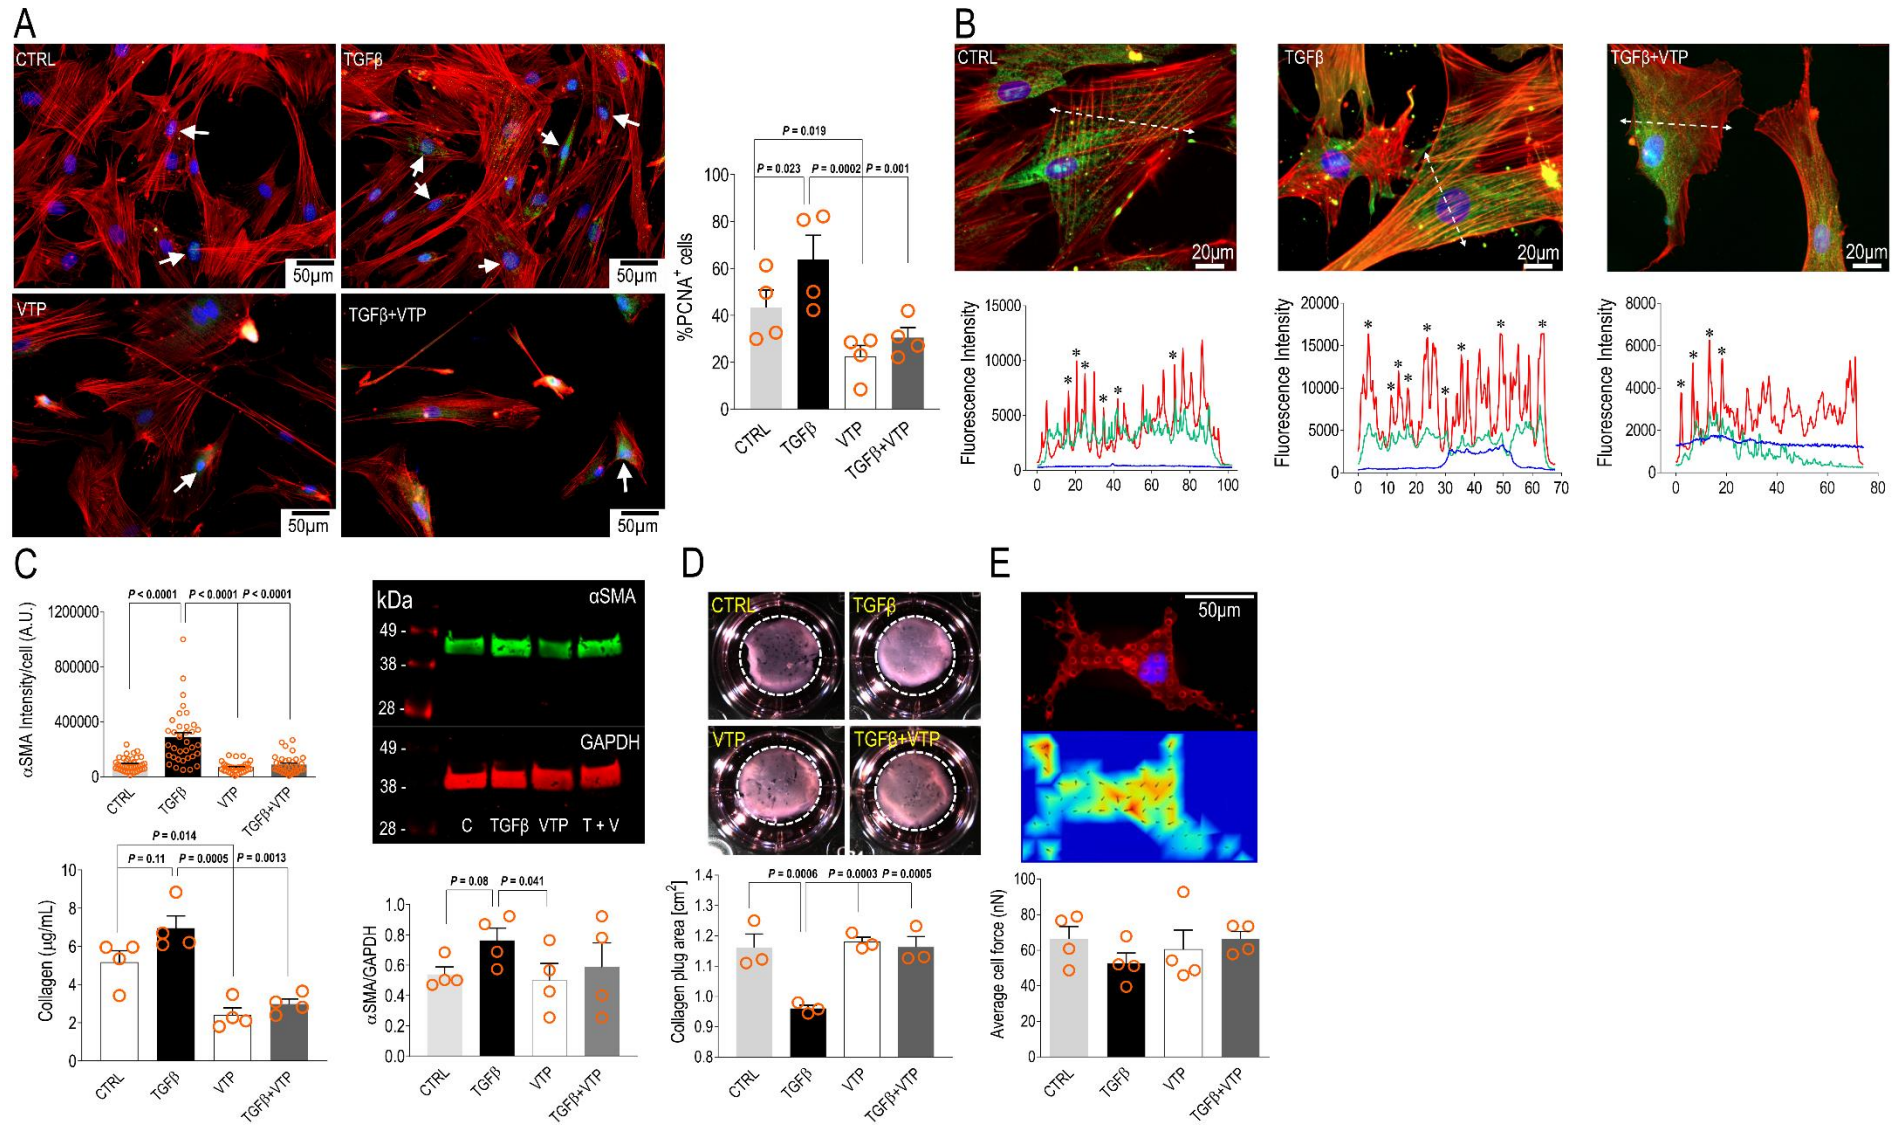 A
CTRL
50µm
TGFβ
50µm
VTP
50µm
TGFβ+VTP
50µm
P = 0.019
P = 0.023 P = 0.0002 P = 0.001
%PCNA+ cells
100
80
60
40
20
0
CTRL TGFβ VTP TGFβ+VTP
B
CTRL
20µm
TGFβ
20µm
TGFβ+VTP
20µm
Fluorescence Intensity
15000
10000
5000
0
* * * * * *
0 20 40 60 80 100
Fluorescence Intensity
20000
15000
10000
5000
0
* * * * * * * * *
0 10 20 30 40 50 60 70
Fluorescence Intensity
8000
6000
4000
2000
0
* * * *
0 20 40 60 80
C
P < 0.0001 P < 0.0001 P < 0.0001
αSMA Intensity/cell (A.U.)
1200000
800000
400000
0
CTRL TGFβ VTP TGFβ+VTP
kDa αSMA
49 -
38 -
28 -
GAPDH
49 -
38 -
28 -
C TGFβ VTP T + V
P = 0.014
P = 0.11 P = 0.0005 P = 0.0013
Collagen (µg/mL)
10
8
6
4
2
0
CTRL TGFβ VTP TGFβ+VTP
P = 0.08 P = 0.041
αSMA/GAPDH
1.0
0.8
0.6
0.4
0.2
0.0
CTRL TGFβ VTP TGFβ+VTP
D
CTRL
TGFβ
VTP
TGFβ+VTP
P = 0.0006 P = 0.0003 P = 0.0005
Collagen plug area [cm2]
1.4
1.3
1.2
1.1
1.0
0.9
0.8
CTRL TGFβ VTP TGFβ+VTP
E
50µm
Average cell force (nN)
100
80
60
40
20
0
CTRL TGFβ VTP TGFβ+VTP